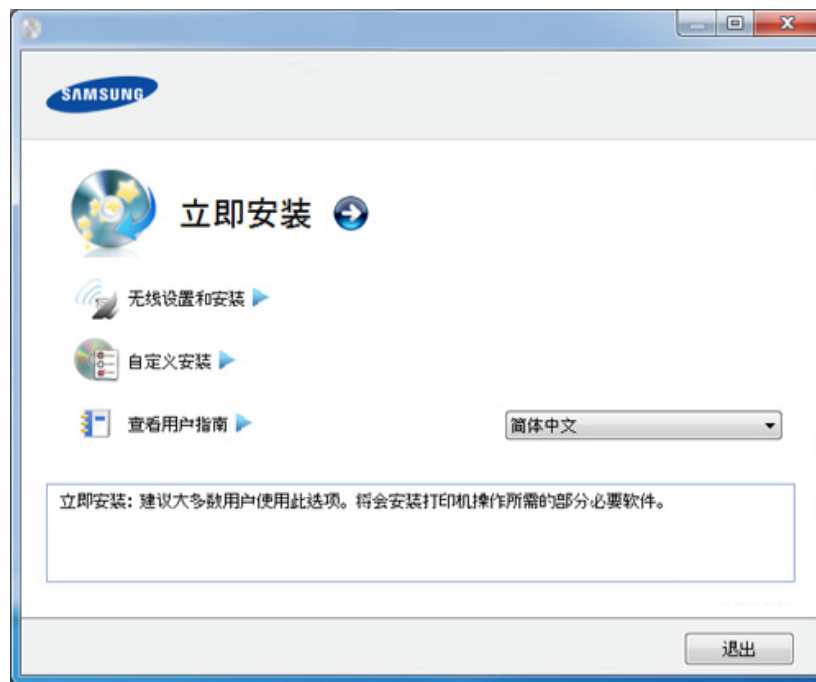 SAMSUNG
立即安装
无线设置和安装
自定义安装
查看用户指南
简体中文
立即安装: 建议大多数用户使用此选项。将会安装打印机操作所需的部分必要软件。
退出